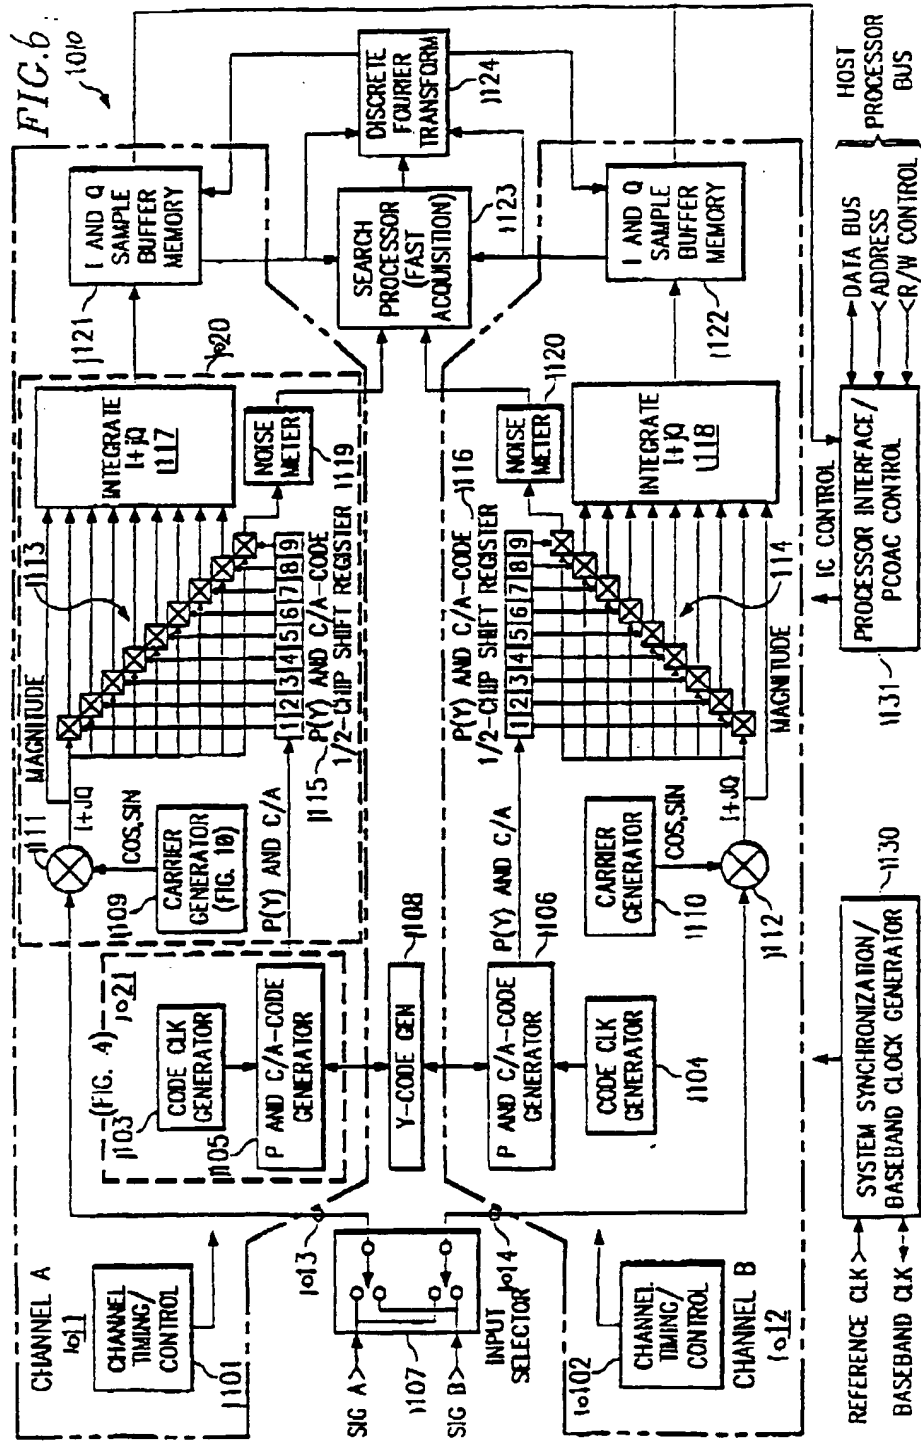 FIG.6
1010
CHANNEL A
1011
CHANNEL
TIMING/
CONTROL
1101
(FIG. 4)
1021
CODE CLK
GENERATOR
1103
P AND C/A-CODE
GENERATOR
1105
1111
MAGNITUDE
I+JQ
COS,SIN
CARRIER
GENERATOR
(FIG. 10)
1109
P(Y) AND C/A
1113
1 2 3 4 5 6 7 8 9
P(Y) AND C/A-CODE
1/2-CHIP SHIFT REGISTER
1115
INTEGRATE
I+jQ
1117
NOISE
METER
1119
1020
I AND Q
SAMPLE
BUFFER
MEMORY
1121
SEARCH
PROCESSOR
(FAST
ACQUISITION)
1123
DISCRETE
FOURIER
TRANSFORM
1124
SIG A>
SIG B>
1107
INPUT
SELECTOR
1013
1014
Y-CODE GEN
1108
P AND C/A-CODE
GENERATOR
1106
CODE CLK
GENERATOR
1104
P(Y) AND C/A
P(Y) AND C/A-CODE
1/2-CHIP SHIFT REGISTER
1116
1 2 3 4 5 6 7 8 9
NOISE
METER
1120
CARRIER
GENERATOR
1110
COS,SIN
I+JQ
1112
MAGNITUDE
114
INTEGRATE
I+jQ
1118
I AND Q
SAMPLE
BUFFER
MEMORY
1122
CHANNEL
TIMING/
CONTROL
10102
CHANNEL B
1012
REFERENCE CLK>
BASEBAND CLK
SYSTEM SYNCHRONIZATION/
BASEBAND CLOCK GENERATOR
1130
IC CONTROL
PROCESSOR INTERFACE/
PCOAC CONTROL
1131
DATA BUS
<ADDRESS
<R/W CONTROL
HOST
PROCESSOR
BUS